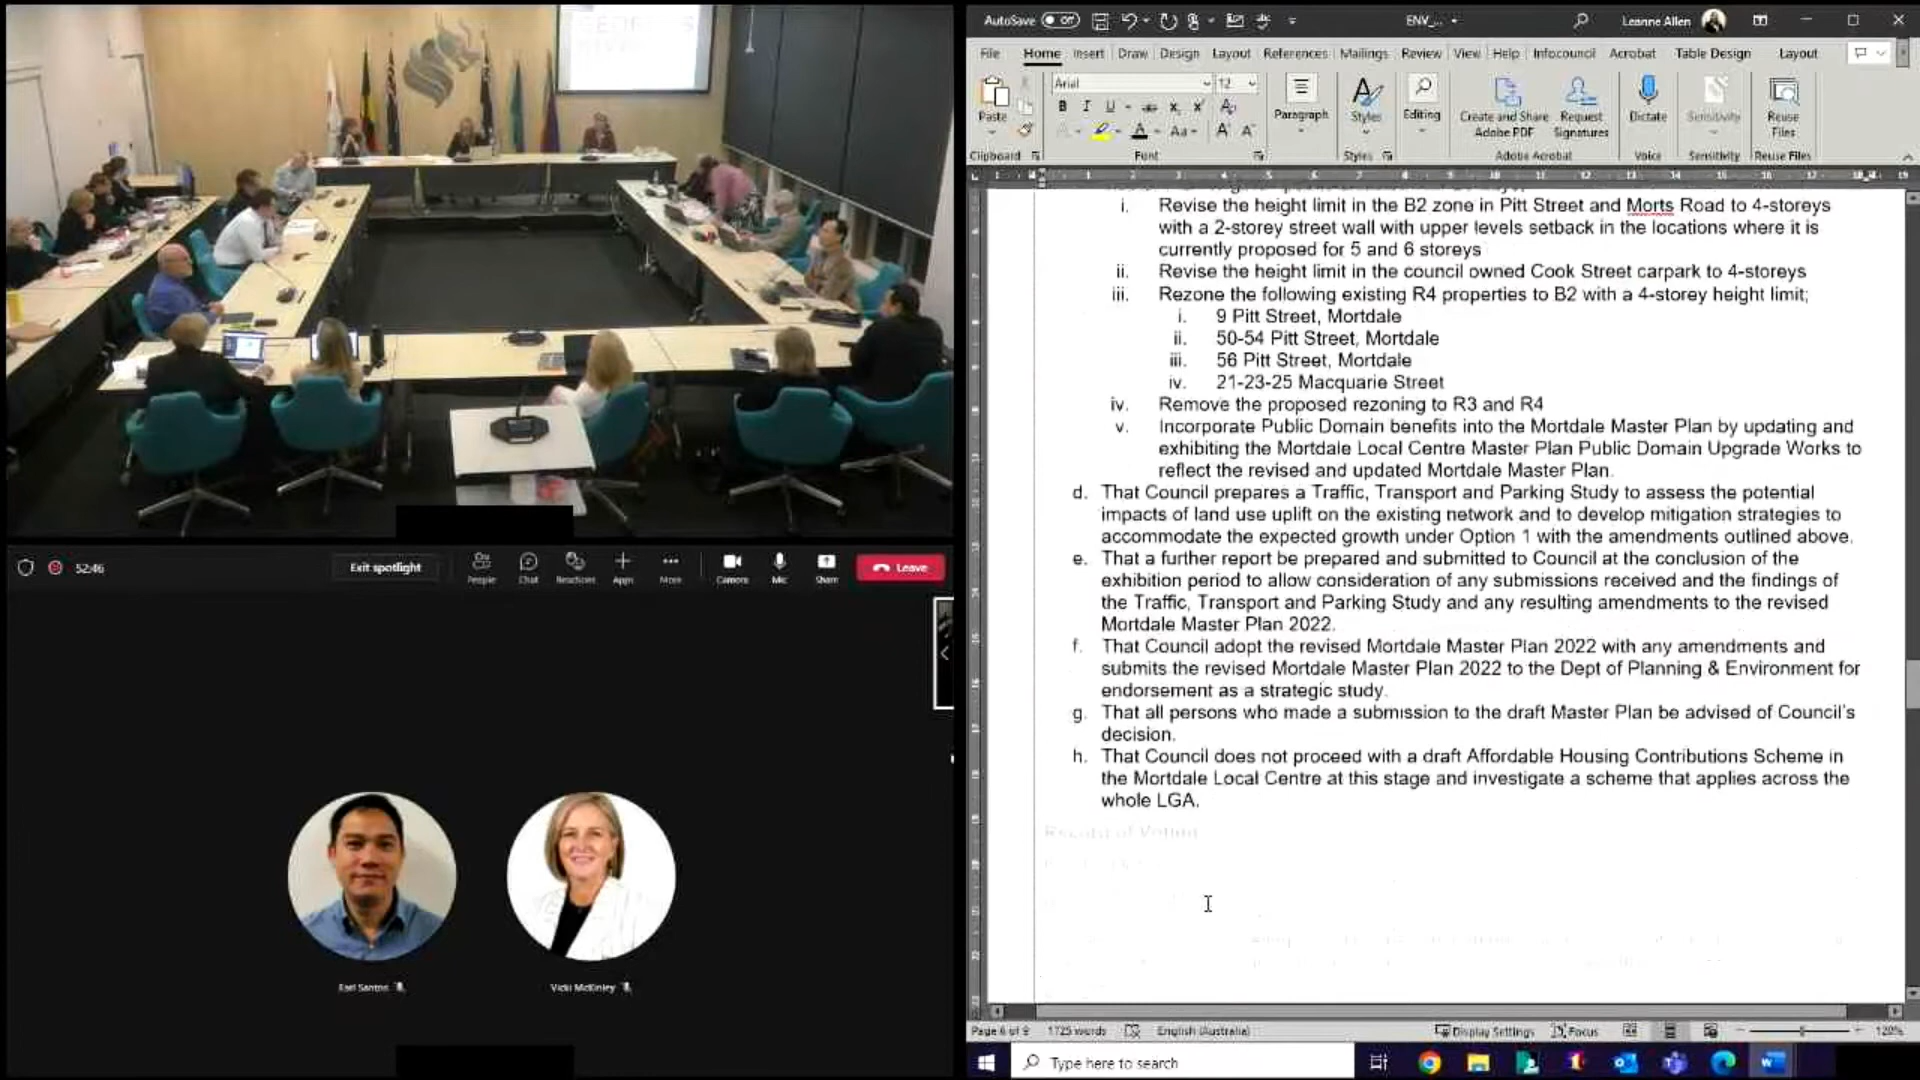 AutoSave Off
ENV_...
Leanne Allen
File Home Insert Draw Design Layout References Mailings Review View Help Infocouncil Acrobat Table Design Layout
Arial 12
Paste
Paragraph
Styles
Editing
Create and Share Adobe PDF
Request Signatures
Dictate
Sensitivity
Reuse Files
Clipboard Font Styles Adobe Acrobat Voice Sensitivity Reuse Files
i. Revise the height limit in the B2 zone in Pitt Street and Morts Road to 4-storeys
with a 2-storey street wall with upper levels setback in the locations where it is
currently proposed for 5 and 6 storeys
ii. Revise the height limit in the council owned Cook Street carpark to 4-storeys
iii. Rezone the following existing R4 properties to B2 with a 4-storey height limit;
i. 9 Pitt Street, Mortdale
ii. 50-54 Pitt Street, Mortdale
iii. 56 Pitt Street, Mortdale
iv. 21-23-25 Macquarie Street
iv. Remove the proposed rezoning to R3 and R4
v. Incorporate Public Domain benefits into the Mortdale Master Plan by updating and
exhibiting the Mortdale Local Centre Master Plan Public Domain Upgrade Works to
reflect the revised and updated Mortdale Master Plan.
d. That Council prepares a Traffic, Transport and Parking Study to assess the potential
impacts of land use uplift on the existing network and to develop mitigation strategies to
accommodate the expected growth under Option 1 with the amendments outlined above.
e. That a further report be prepared and submitted to Council at the conclusion of the
exhibition period to allow consideration of any submissions received and the findings of
the Traffic, Transport and Parking Study and any resulting amendments to the revised
Mortdale Master Plan 2022.
f. That Council adopt the revised Mortdale Master Plan 2022 with any amendments and
submits the revised Mortdale Master Plan 2022 to the Dept of Planning & Environment for
endorsement as a strategic study.
g. That all persons who made a submission to the draft Master Plan be advised of Council's
decision.
h. That Council does not proceed with a draft Affordable Housing Contributions Scheme in
the Mortdale Local Centre at this stage and investigate a scheme that applies across the
whole LGA.
Record of Voting
52:46
Exit spotlight
People Chat Reactions Apps More Camera Mic Share Leave
Earl Santos
Vicki McKinley
Page 6 of 9 1725 words English (Australia) Display Settings Focus 120%
Type here to search